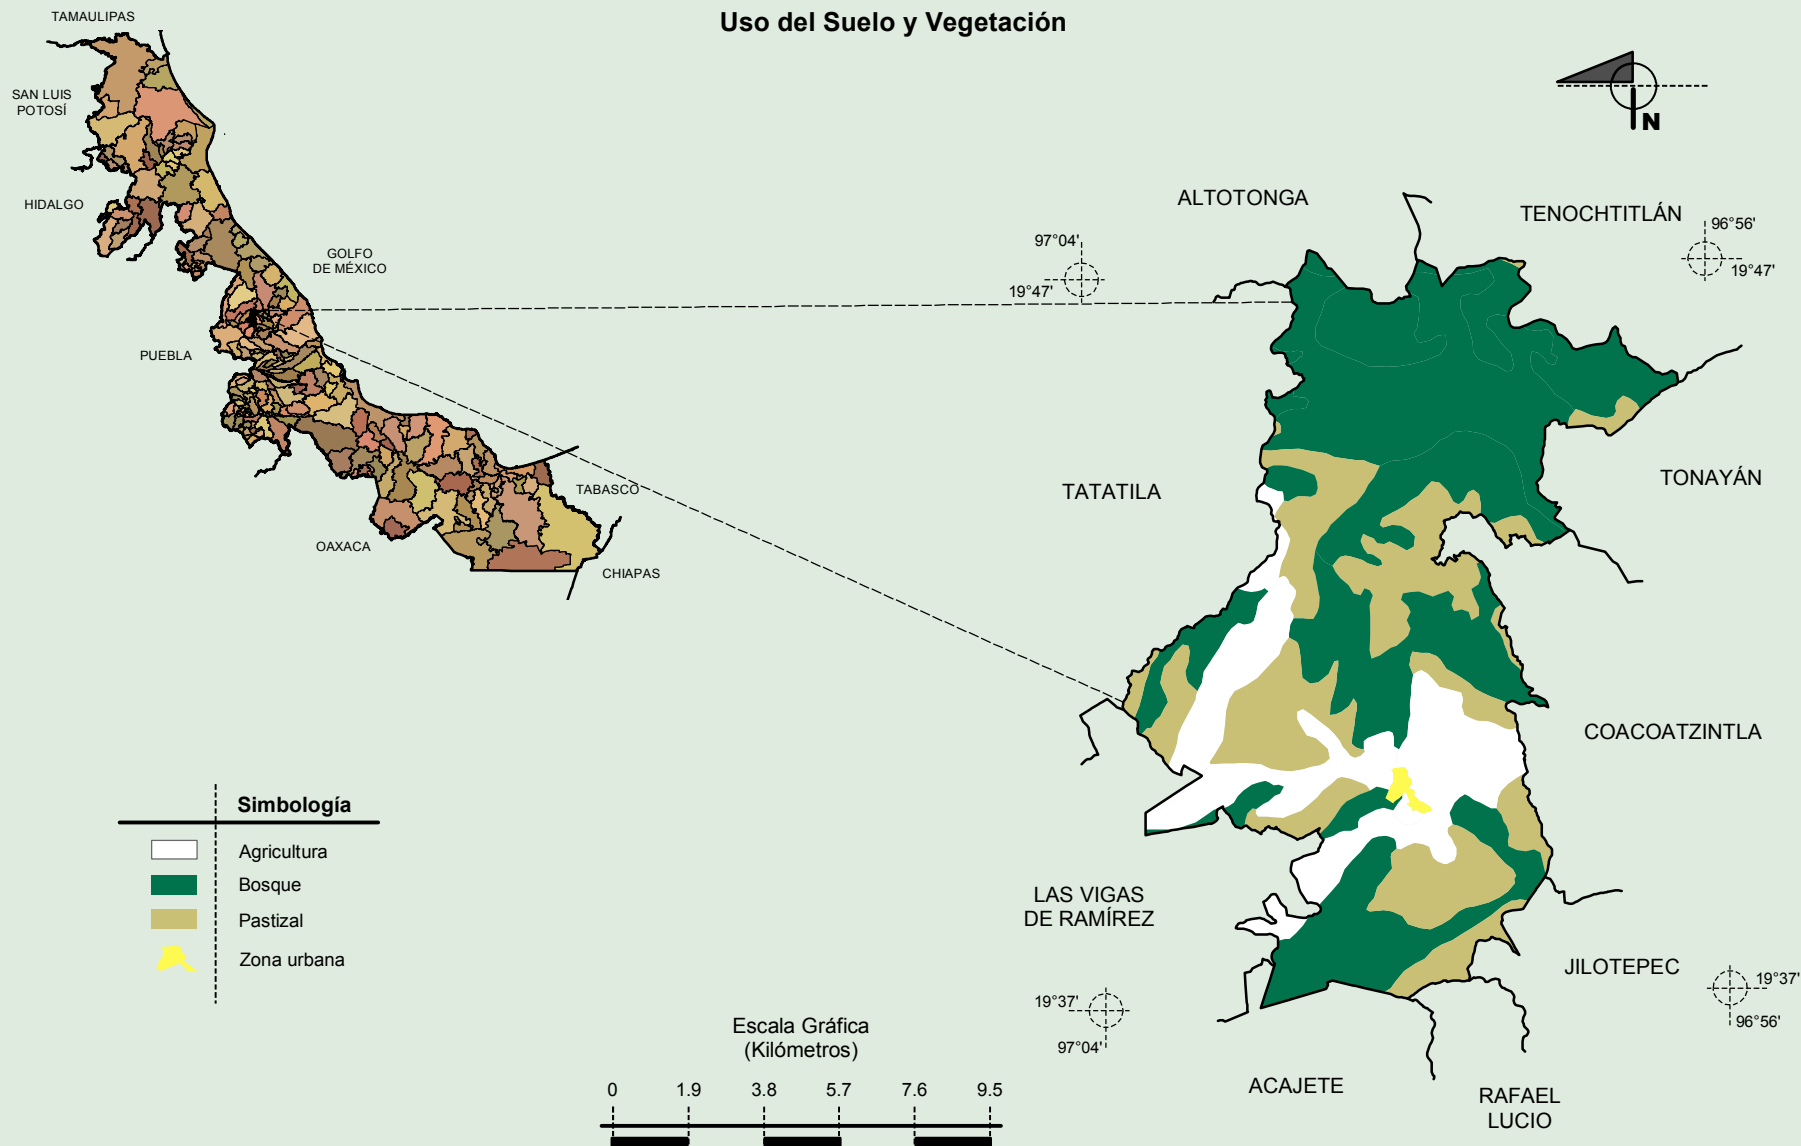 Uso del Suelo y Vegetación
TAMAULIPAS
SAN LUIS
POTOSÍ
HIDALGO
GOLFO
DE MÉXICO
PUEBLA
OAXACA
TABASCO
CHIAPAS
N
ALTOTONGA
TENOCHTITLÁN
97°04'
19°47'
96°56'
19°47'
TATATILA
TONAYÁN
COACOATZINTLA
LAS VIGAS
DE RAMÍREZ
JILOTEPEC
19°37'
97°04'
19°37'
96°56'
ACAJETE
RAFAEL
LUCIO
Simbología
Agricultura
Bosque
Pastizal
Zona urbana
Escala Gráfica
(Kilómetros)
0 1.9 3.8 5.7 7.6 9.5